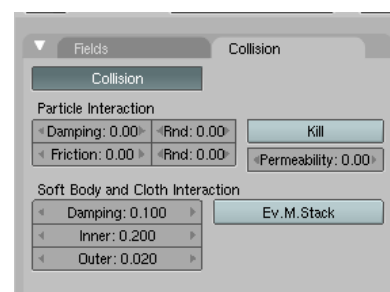 Fields Collision
Collision
Particle Interaction
Damping: 0.00 Rnd: 0.00 Kill
Friction: 0.00 Rnd: 0.00 Permeability: 0.00
Soft Body and Cloth Interaction
Damping: 0.100 Ev.M.Stack
Inner: 0.200
Outer: 0.020